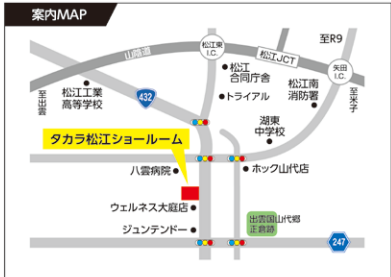 案内MAP
山陰道
松江東
I.C.
松江JCT
至R9
矢田
I.C.
松江
合同庁舎
松江南
消防署
至出雲
松江工業
高等学校
432
トライアル
至米子
湖東
中学校
タカラ松江ショールーム
八雲病院
ホック山代店
ウェルネス大庭店
出雲国山代郷
正倉跡
ジュンテンドー
247